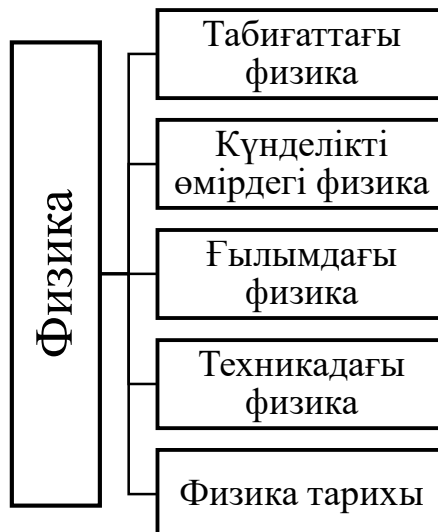 Физика
Табиғаттағы
физика
Күнделікті
өмірдегі физика
Ғылымдағы
физика
Техникадағы
физика
Физика тарихы